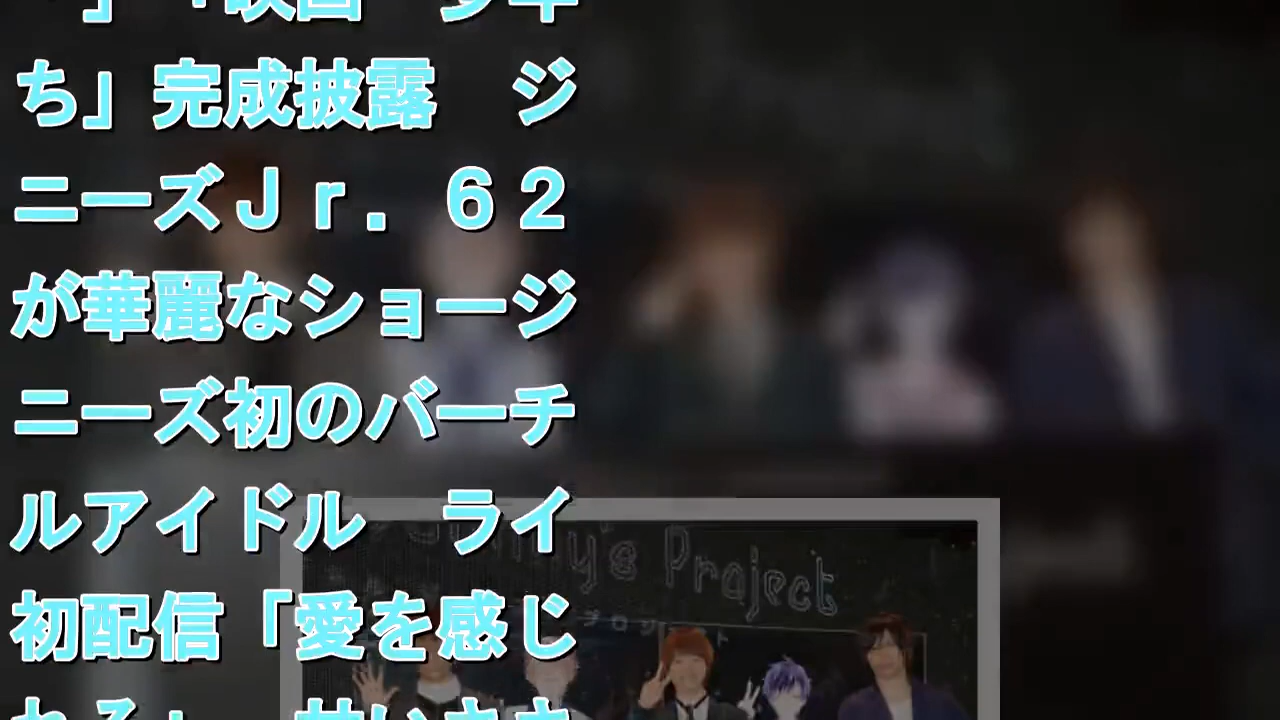 ち」完成披露　ジ
ニーズＪｒ．６２
が華麗なショージ
ニーズ初のバーチ
ルアイドル　ライ
初配信「愛を感じ
Johnny's Project